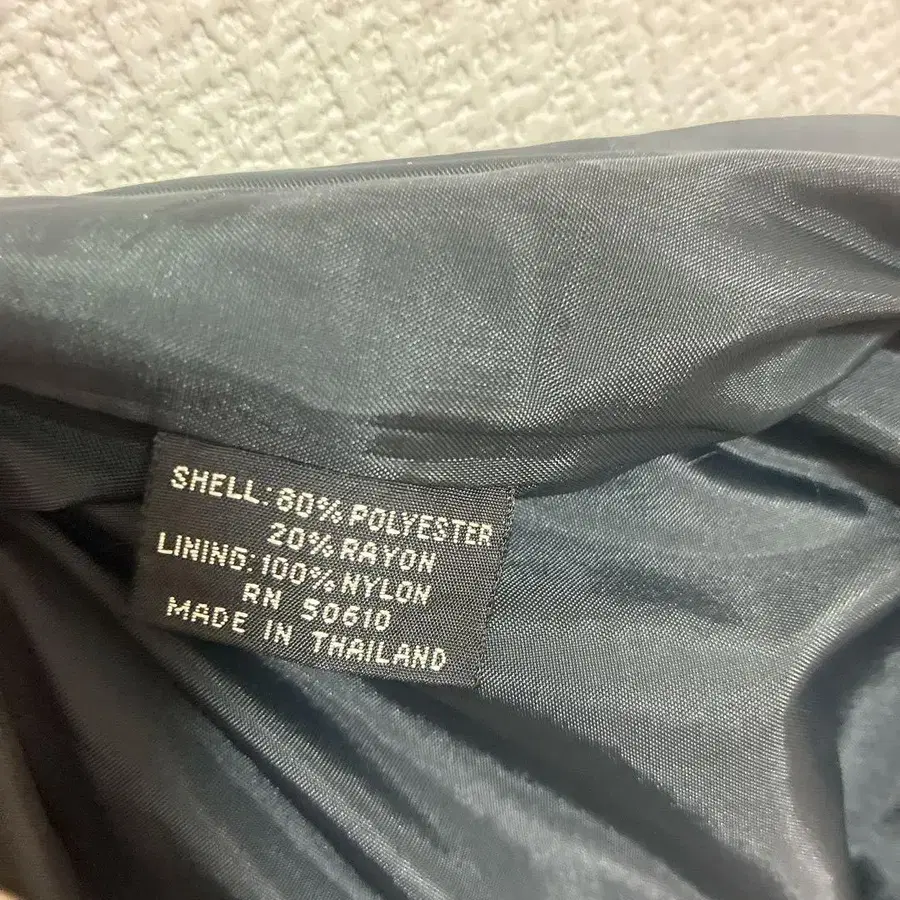 SHELL: 80% POLYESTER
20% RAYON
LINING: 100% NYLON
RN 50610
MADE IN THAILAND